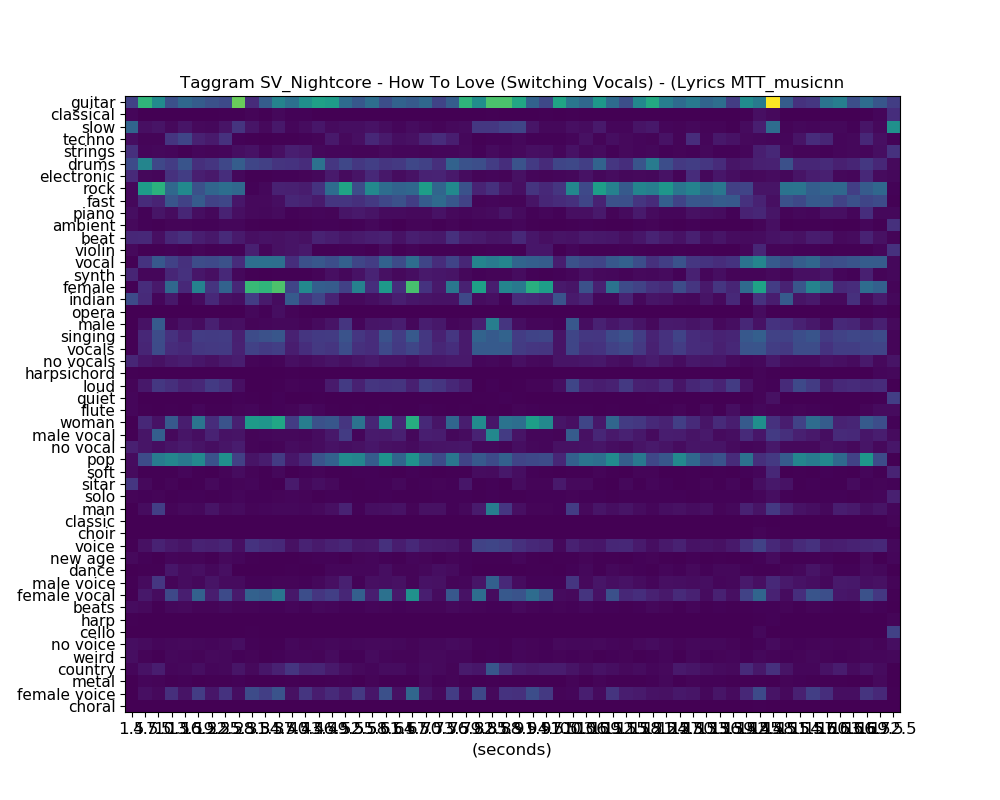 Taggram SV_Nightcore - How To Love (Switching Vocals) - (Lyrics MTT_musicnn
guitar
classical
slow
techno
strings
drums
electronic
rock
fast
piano
ambient
beat
violin
vocal
synth
female
indian
opera
male
singing
vocals
no vocals
harpsichord
loud
quiet
flute
woman
male vocal
no vocal
pop
soft
sitar
solo
man
classic
choir
voice
new age
dance
male voice
female vocal
beats
harp
cello
no voice
weird
country
metal
female voice
choral
(seconds)